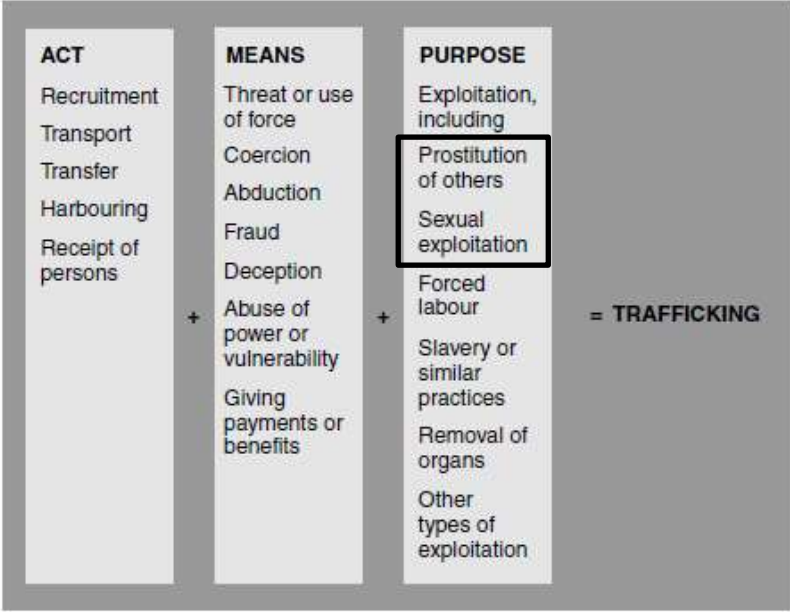 ACT
Recruitment
Transport
Transfer
Harbouring
Receipt of
persons
+
MEANS
Threat or use
of force
Coercion
Abduction
Fraud
Deception
Abuse of
power or
vulnerability
Giving
payments or
benefits
+
PURPOSE
Exploitation,
including
Prostitution
of others
Sexual
exploitation
Forced
labour
Slavery or
similar
practices
Removal of
organs
Other
types of
exploitation
= TRAFFICKING